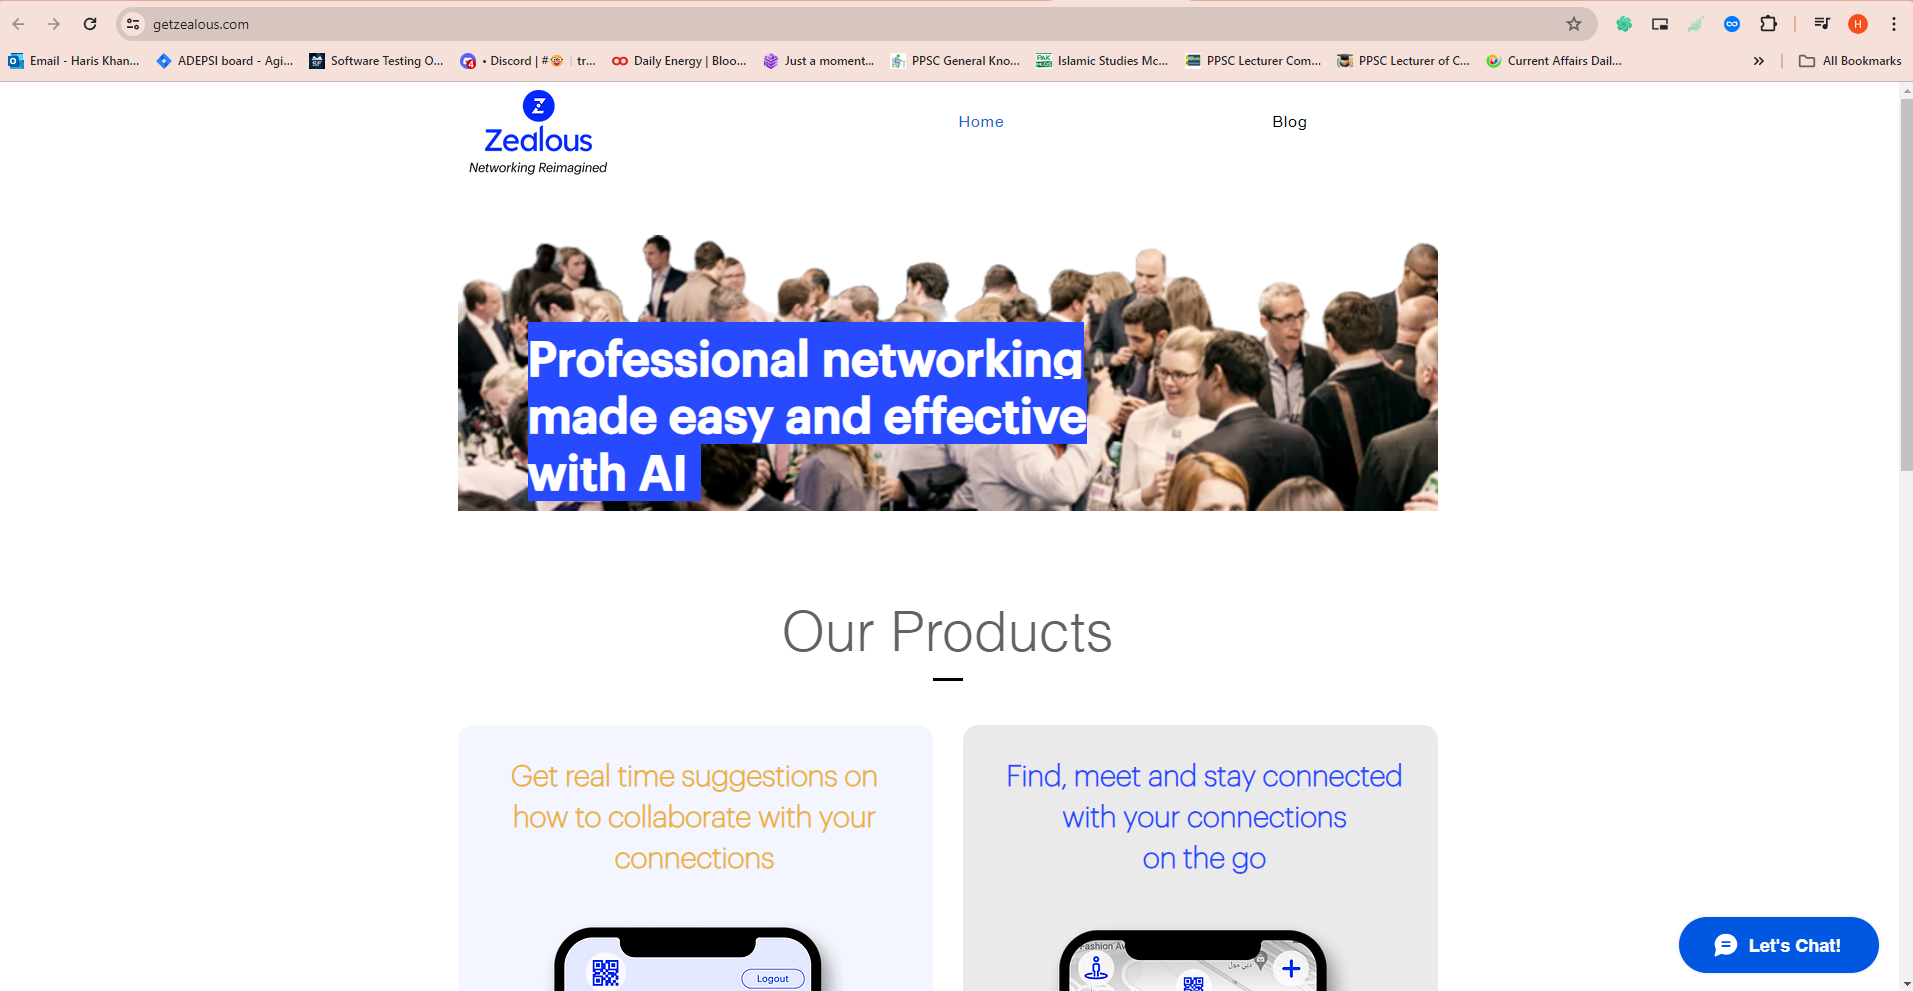 getzealous.com
H
Email - Haris Khan...
ADEPSI board - Agi...
Software Testing O...
• Discord | #🤠 | tr...
Daily Energy | Bloo...
Just a moment...
PPSC General Kno...
Islamic Studies Mc...
PPSC Lecturer Com...
PPSC Lecturer of C...
Current Affairs Dail...
All Bookmarks
Z
Zealous
Networking Reimagined
Home
Blog
Professional networking
made easy and effective
with AI
Our Products
Get real time suggestions on
how to collaborate with your
connections
Find, meet and stay connected
with your connections
on the go
Logout
Fashion Av
دبي مول
Let's Chat!